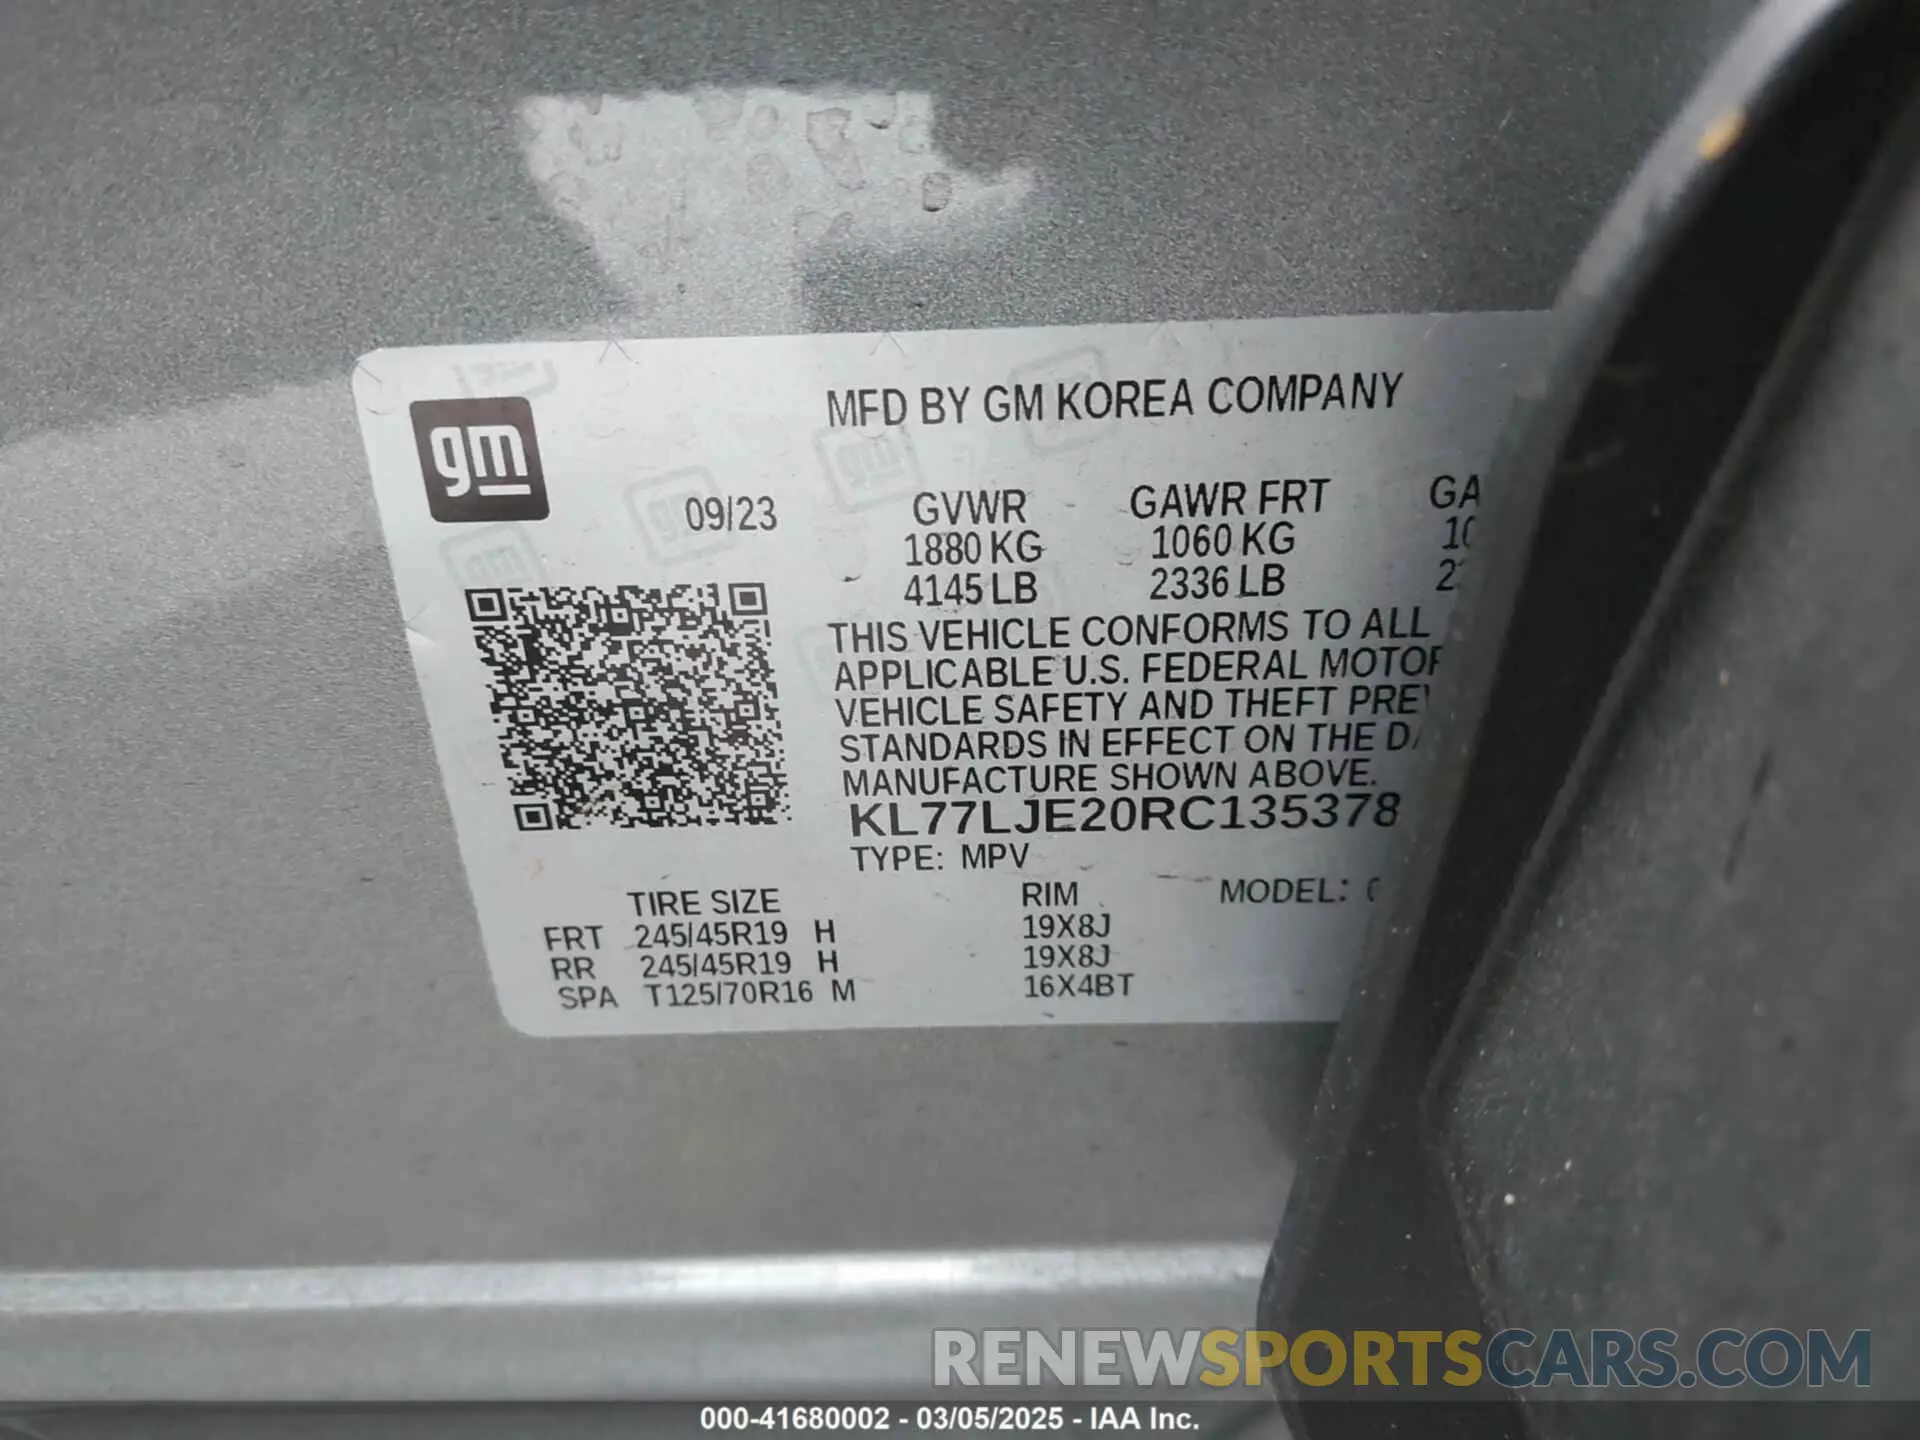 MFD BY GM KOREA COMPANY
gm
09/23 GVWR GAWR FRT
1880 KG 1060 KG
4145 LB 2336 LB
THIS VEHICLE CONFORMS TO ALL
APPLICABLE U.S. FEDERAL MOTOR
VEHICLE SAFETY AND THEFT PREV
STANDARDS IN EFFECT ON THE DA
MANUFACTURE SHOWN ABOVE.
KL77LJE20RC135378
TYPE: MPV
TIRE SIZE RIM MODEL:
FRT 245/45R19 H 19X8J
RR 245/45R19 H 19X8J
SPA T125/70R16 M 16X4BT
RENEWSPORTSCARS.COM
000-41680002 - 03/05/2025 - IAA Inc.